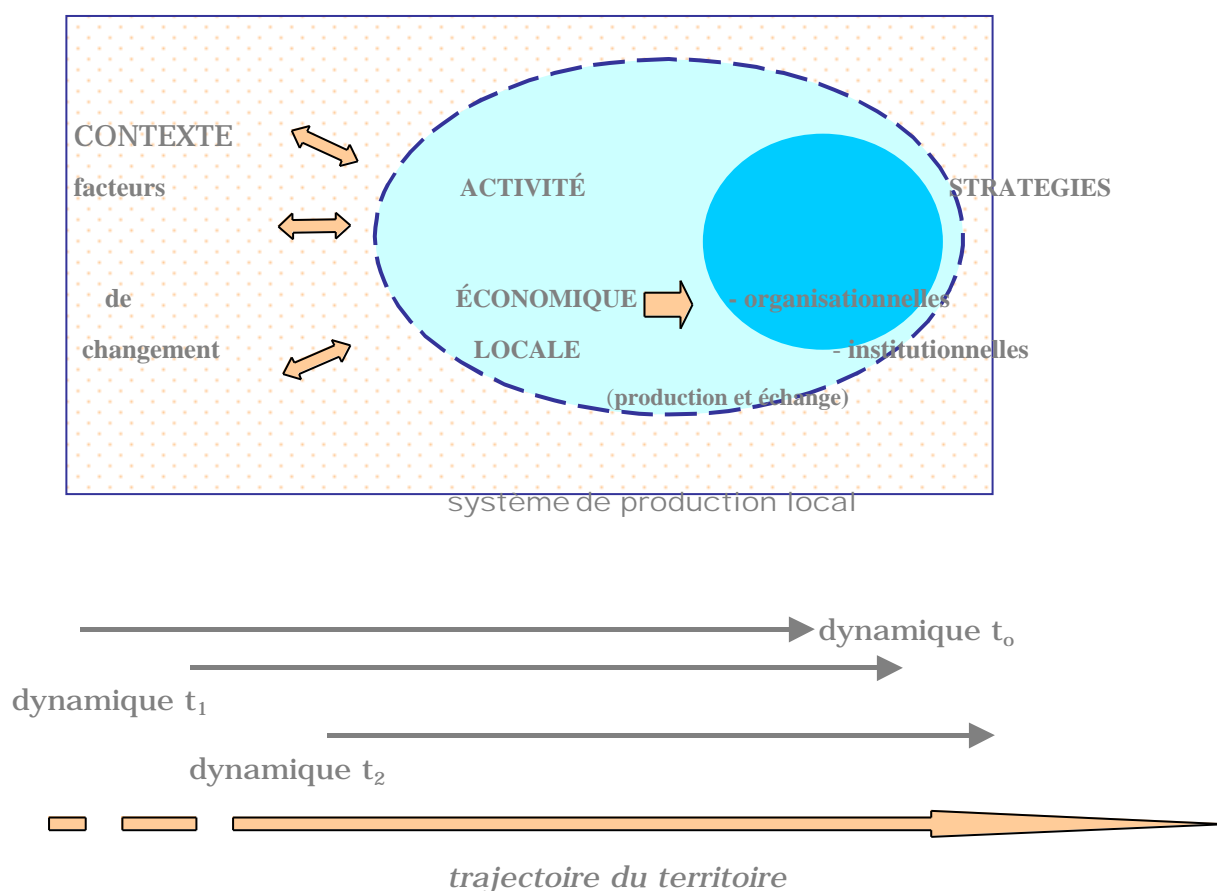 CONTEXTE
facteurs ACTIVITÉ STRATEGIES
de ÉCONOMIQUE - organisationnelles
changement LOCALE - institutionnelles
(production et échange)
système de production local
dynamique to
dynamique t1
dynamique t2
trajectoire du territoire